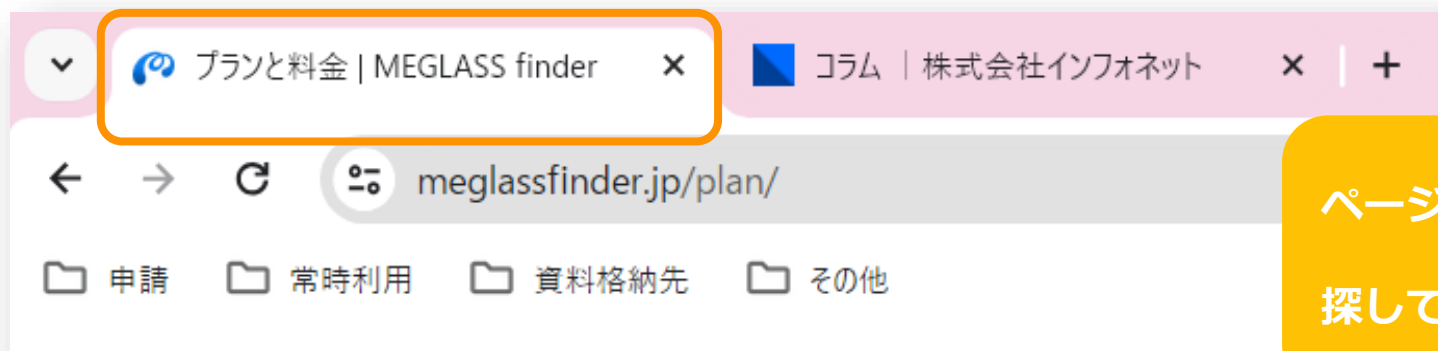 プランと料金 | MEGLASS finder
コラム ｜株式会社インフォネット
meglassfinder.jp/plan/
申請
常時利用
資料格納先
その他
ページ
探して